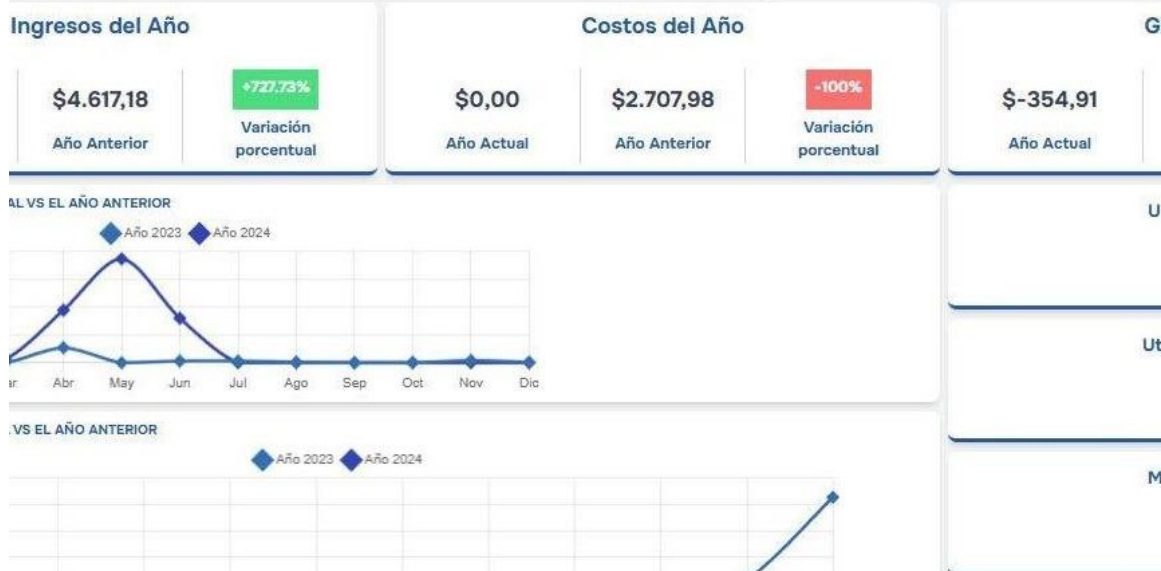 Ingresos del Año
$4.617,18
Año Anterior
+727.73%
Variación
porcentual
Costos del Año
$0,00
Año Actual
$2.707,98
Año Anterior
-100%
Variación
porcentual
G
$-354,91
Año Actual
AL VS EL AÑO ANTERIOR
Año 2023 Año 2024
ar Abr May Jun Jul Ago Sep Oct Nov Dic
U
Ut
VS EL AÑO ANTERIOR
Año 2023 Año 2024
M